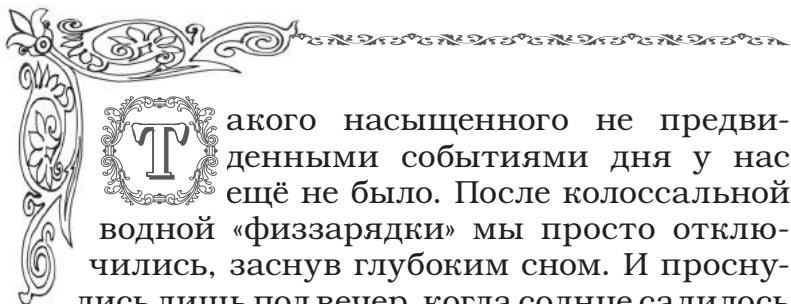 Такого насыщенного не предви-
денными событиями дня у нас
ещё не было. После колоссальной
водной «физзарядки» мы просто отклю-
чились, заснув глубоким сном. И просну-
лись лишь под вечер, когда солнце садилось